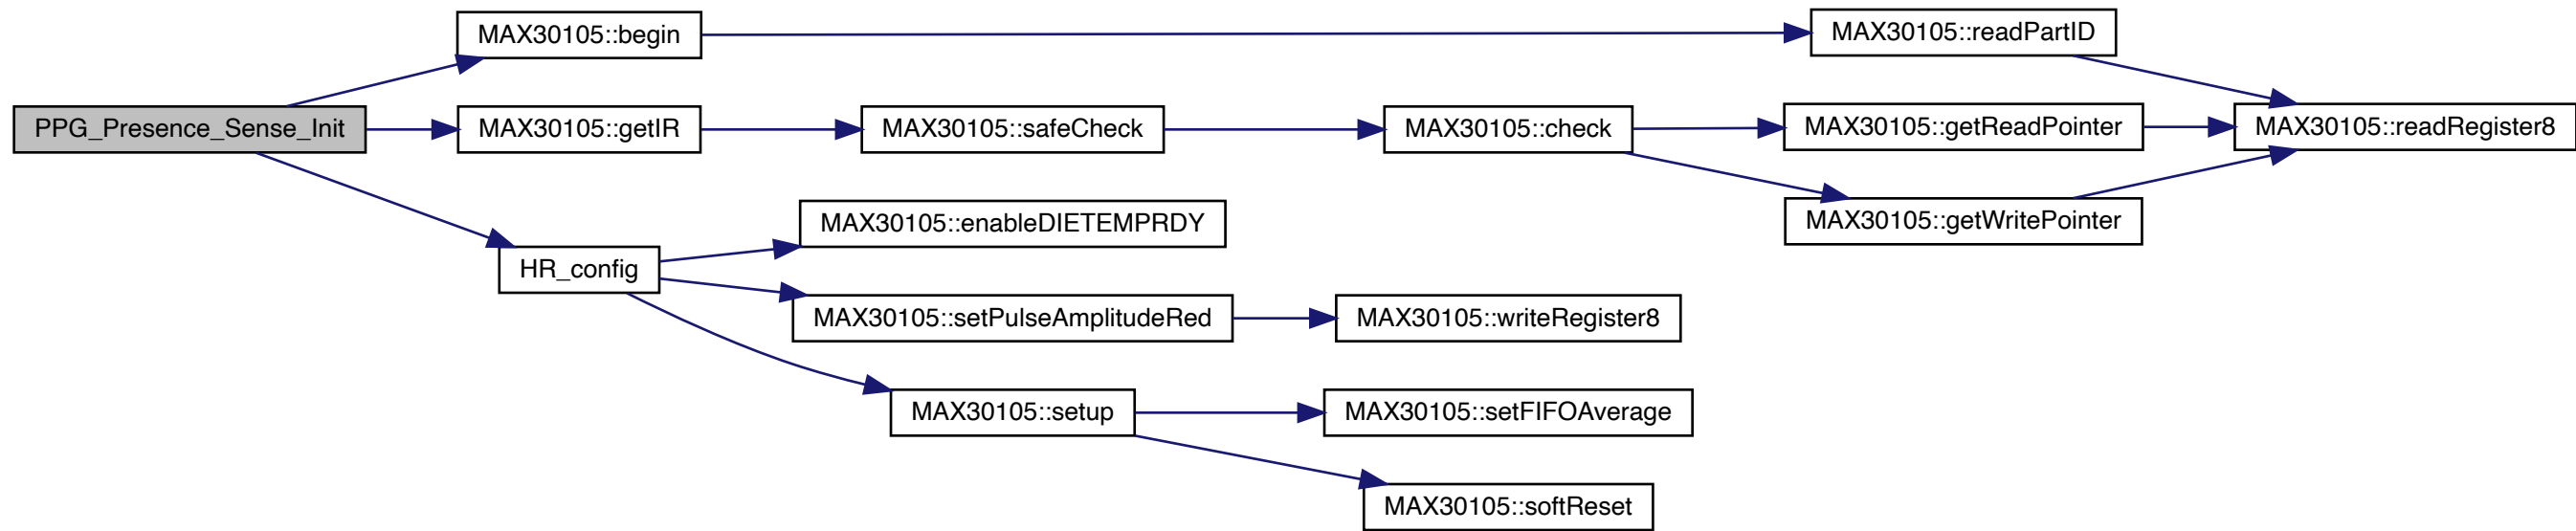 MAX30105::begin
MAX30105::readPartID
PPG_Presence_Sense_Init
MAX30105::getIR
MAX30105::safeCheck
MAX30105::check
MAX30105::getReadPointer
MAX30105::readRegister8
MAX30105::enableDIETEMPRDY
MAX30105::getWritePointer
HR_config
MAX30105::setPulseAmplitudeRed
MAX30105::writeRegister8
MAX30105::setup
MAX30105::setFIFOAverage
MAX30105::softReset